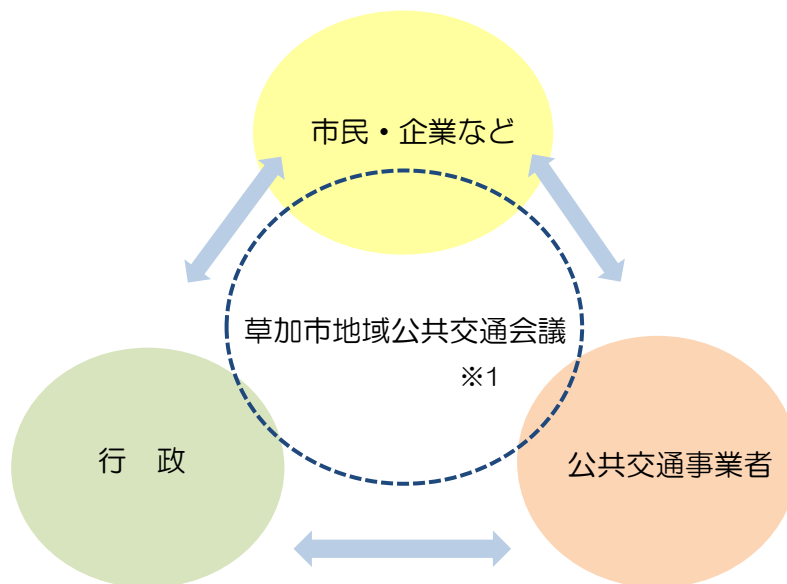 市民・企業など
草加市地域公共交通会議
※1
行　政
公共交通事業者